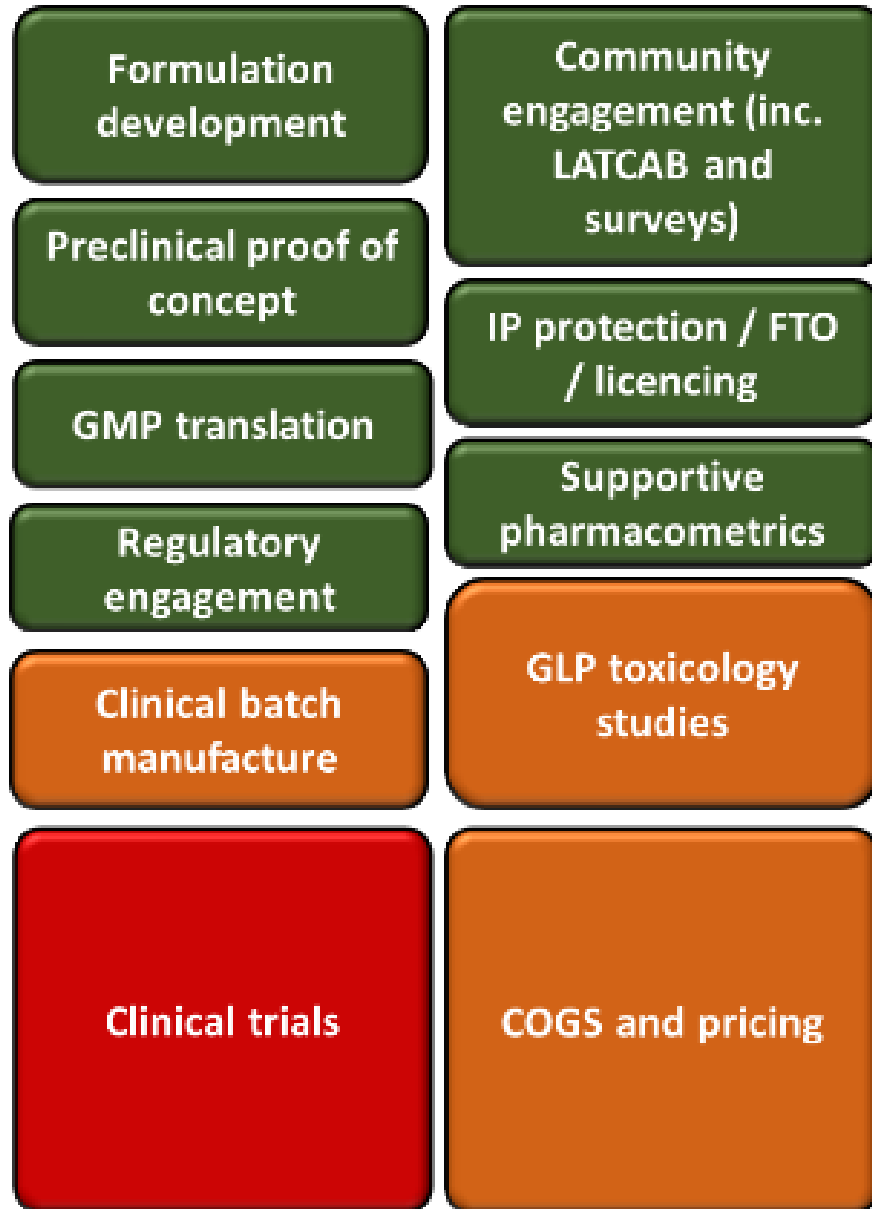 Formulation
development
Preclinical proof of
concept
GMP translation
Regulatory
engagement
Clinical batch
manufacture
Clinical trials
Community
engagement (inc.
LATCAB and
surveys)
IP protection / FTO
/ licencing
Supportive
pharmacometrics
GLP toxicology
studies
COGS and pricing